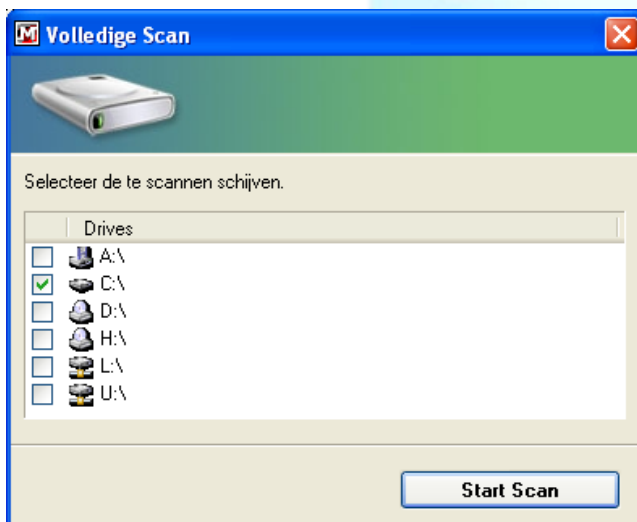 Volledige Scan
Selecteer de te scannen schijven.
Drives
A:\
C:\
D:\
H:\
L:\
U:\
Start Scan